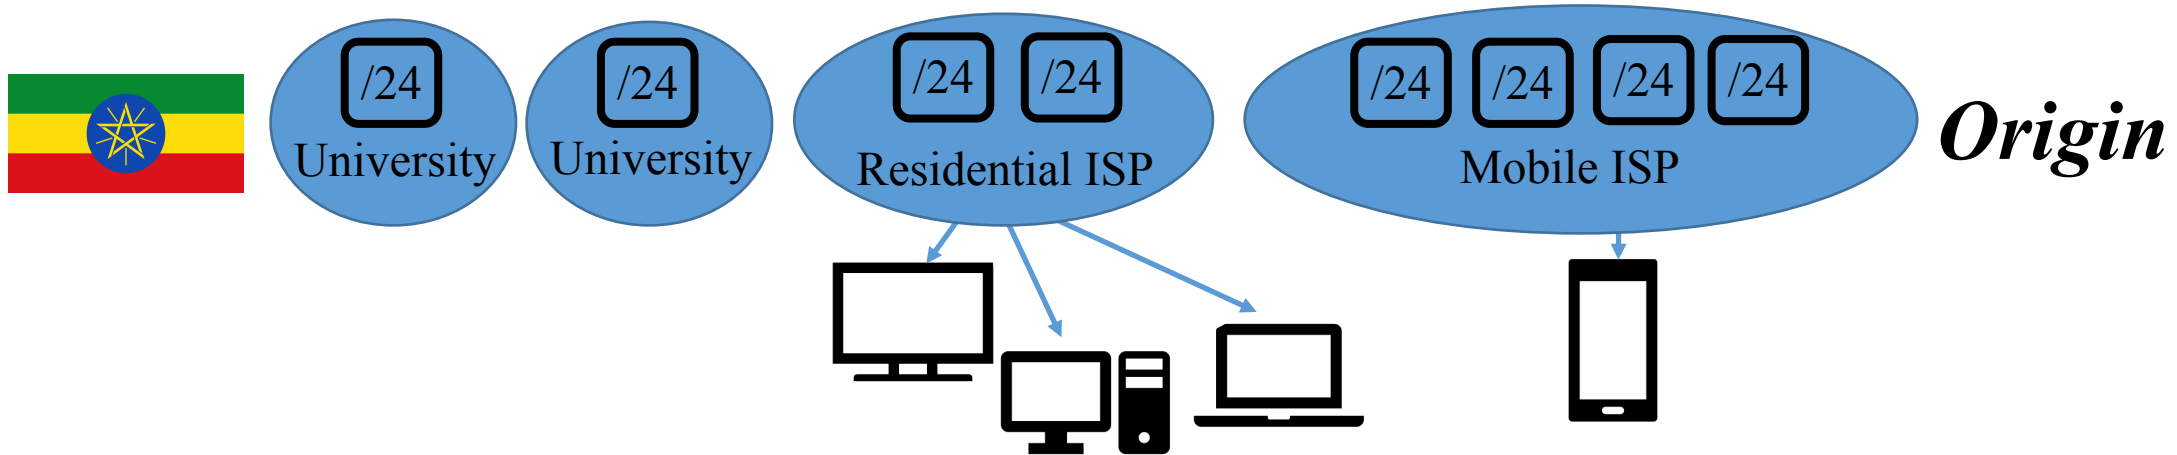 /24 /24 /24 /24 /24 /24 /24 /24
University University Residential ISP Mobile ISP Origin